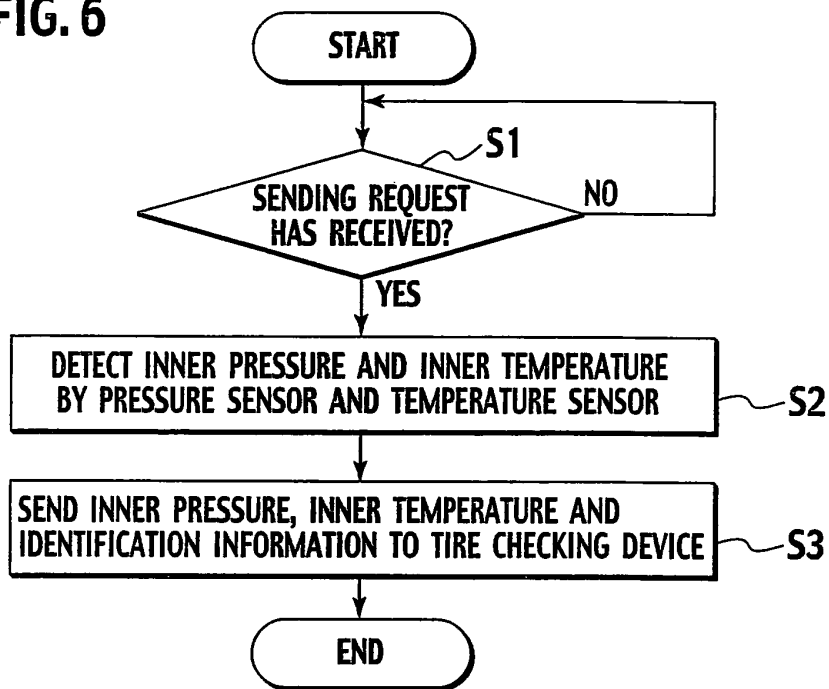 FIG. 6
START
S1
SENDING REQUEST
HAS RECEIVED?
NO
YES
DETECT INNER PRESSURE AND INNER TEMPERATURE
BY PRESSURE SENSOR AND TEMPERATURE SENSOR
S2
SEND INNER PRESSURE, INNER TEMPERATURE AND
IDENTIFICATION INFORMATION TO TIRE CHECKING DEVICE
S3
END